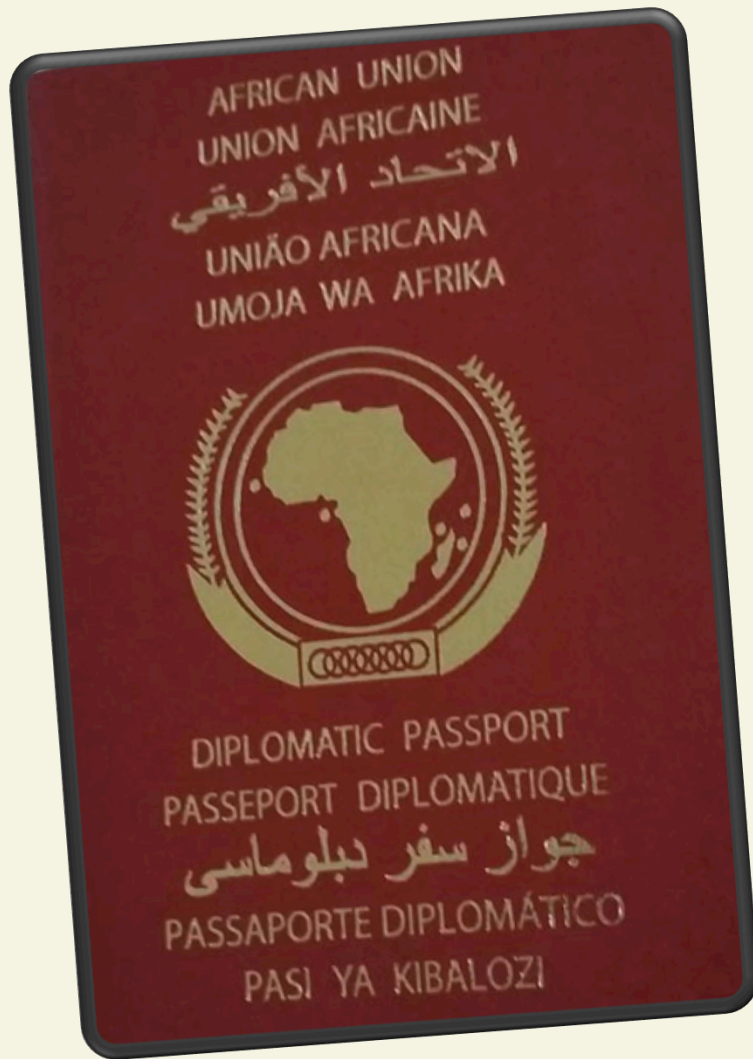 AFRICAN UNION
UNION AFRICAINE
الاتحاد الأفريقي
UNIÃO AFRICANA
UMOJA WA AFRIKA
DIPLOMATIC PASSPORT
PASSEPORT DIPLOMATIQUE
جواز سفر دبلوماسى
PASSAPORTE DIPLOMÁTICO
PASI YA KIBALOZI